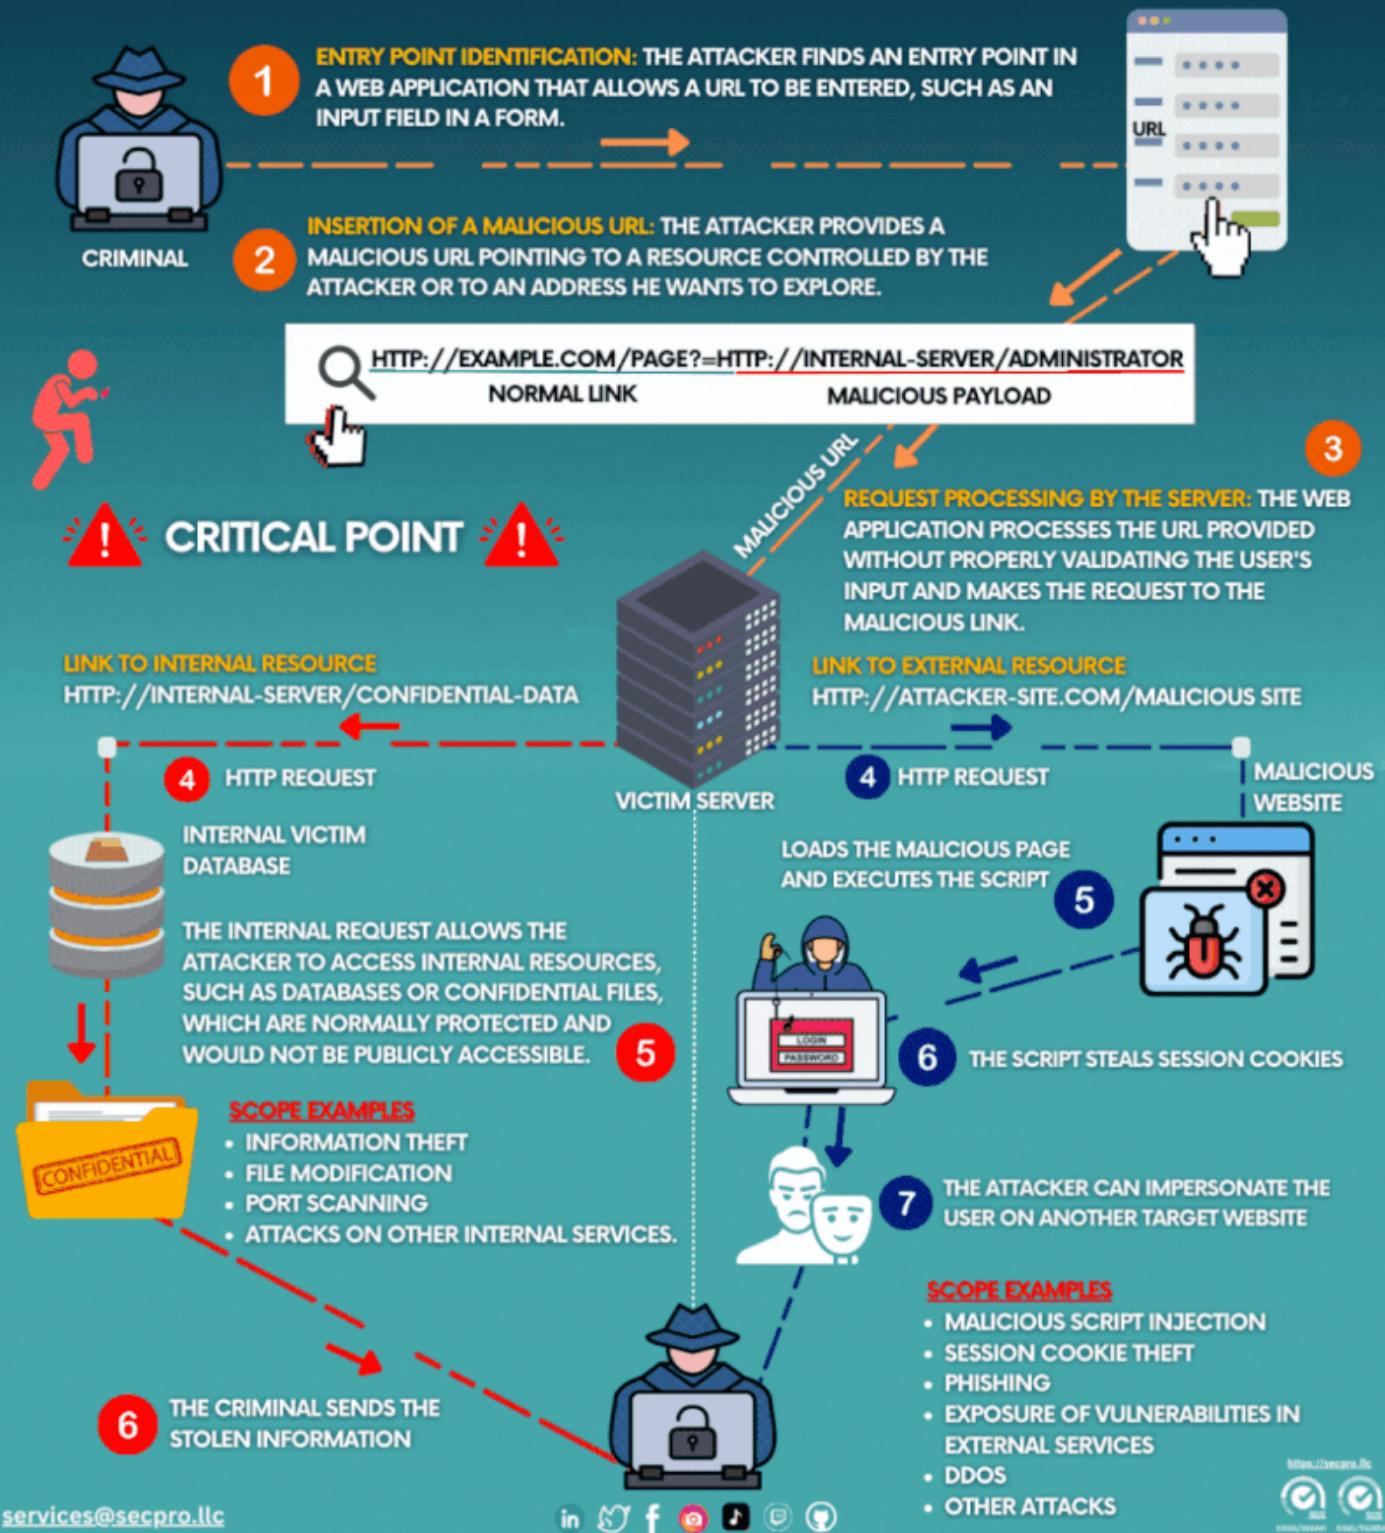 1
ENTRY POINT IDENTIFICATION: THE ATTACKER FINDS AN ENTRY POINT IN
A WEB APPLICATION THAT ALLOWS A URL TO BE ENTERED, SUCH AS AN
INPUT FIELD IN A FORM.
URL
CRIMINAL
2
INSERTION OF A MALICIOUS URL: THE ATTACKER PROVIDES A
MALICIOUS URL POINTING TO A RESOURCE CONTROLLED BY THE
ATTACKER OR TO AN ADDRESS HE WANTS TO EXPLORE.
HTTP://EXAMPLE.COM/PAGE?=HTTP://INTERNAL-SERVER/ADMINISTRATOR
NORMAL LINK
MALICIOUS PAYLOAD
MALICIOUS URL
3
REQUEST PROCESSING BY THE SERVER: THE WEB
APPLICATION PROCESSES THE URL PROVIDED
WITHOUT PROPERLY VALIDATING THE USER'S
INPUT AND MAKES THE REQUEST TO THE
MALICIOUS LINK.
! CRITICAL POINT !
LINK TO INTERNAL RESOURCE
HTTP://INTERNAL-SERVER/CONFIDENTIAL-DATA
4 HTTP REQUEST
VICTIM SERVER
LINK TO EXTERNAL RESOURCE
HTTP://ATTACKER-SITE.COM/MALICIOUS SITE
4 HTTP REQUEST
MALICIOUS
WEBSITE
INTERNAL VICTIM
DATABASE
THE INTERNAL REQUEST ALLOWS THE
ATTACKER TO ACCESS INTERNAL RESOURCES,
SUCH AS DATABASES OR CONFIDENTIAL FILES,
WHICH ARE NORMALLY PROTECTED AND
WOULD NOT BE PUBLICLY ACCESSIBLE.
5
CONFIDENTIAL
SCOPE EXAMPLES
• INFORMATION THEFT
• FILE MODIFICATION
• PORT SCANNING
• ATTACKS ON OTHER INTERNAL SERVICES.
6
THE CRIMINAL SENDS THE
STOLEN INFORMATION
LOADS THE MALICIOUS PAGE
AND EXECUTES THE SCRIPT
5
LOGIN
PASSWORD
6
THE SCRIPT STEALS SESSION COOKIES
7
THE ATTACKER CAN IMPERSONATE THE
USER ON ANOTHER TARGET WEBSITE
SCOPE EXAMPLES
• MALICIOUS SCRIPT INJECTION
• SESSION COOKIE THEFT
• PHISHING
• EXPOSURE OF VULNERABILITIES IN
EXTERNAL SERVICES
• DDOS
• OTHER ATTACKS
services@secpro.llc
in
f
https://secpro.llc
SGS
SGS